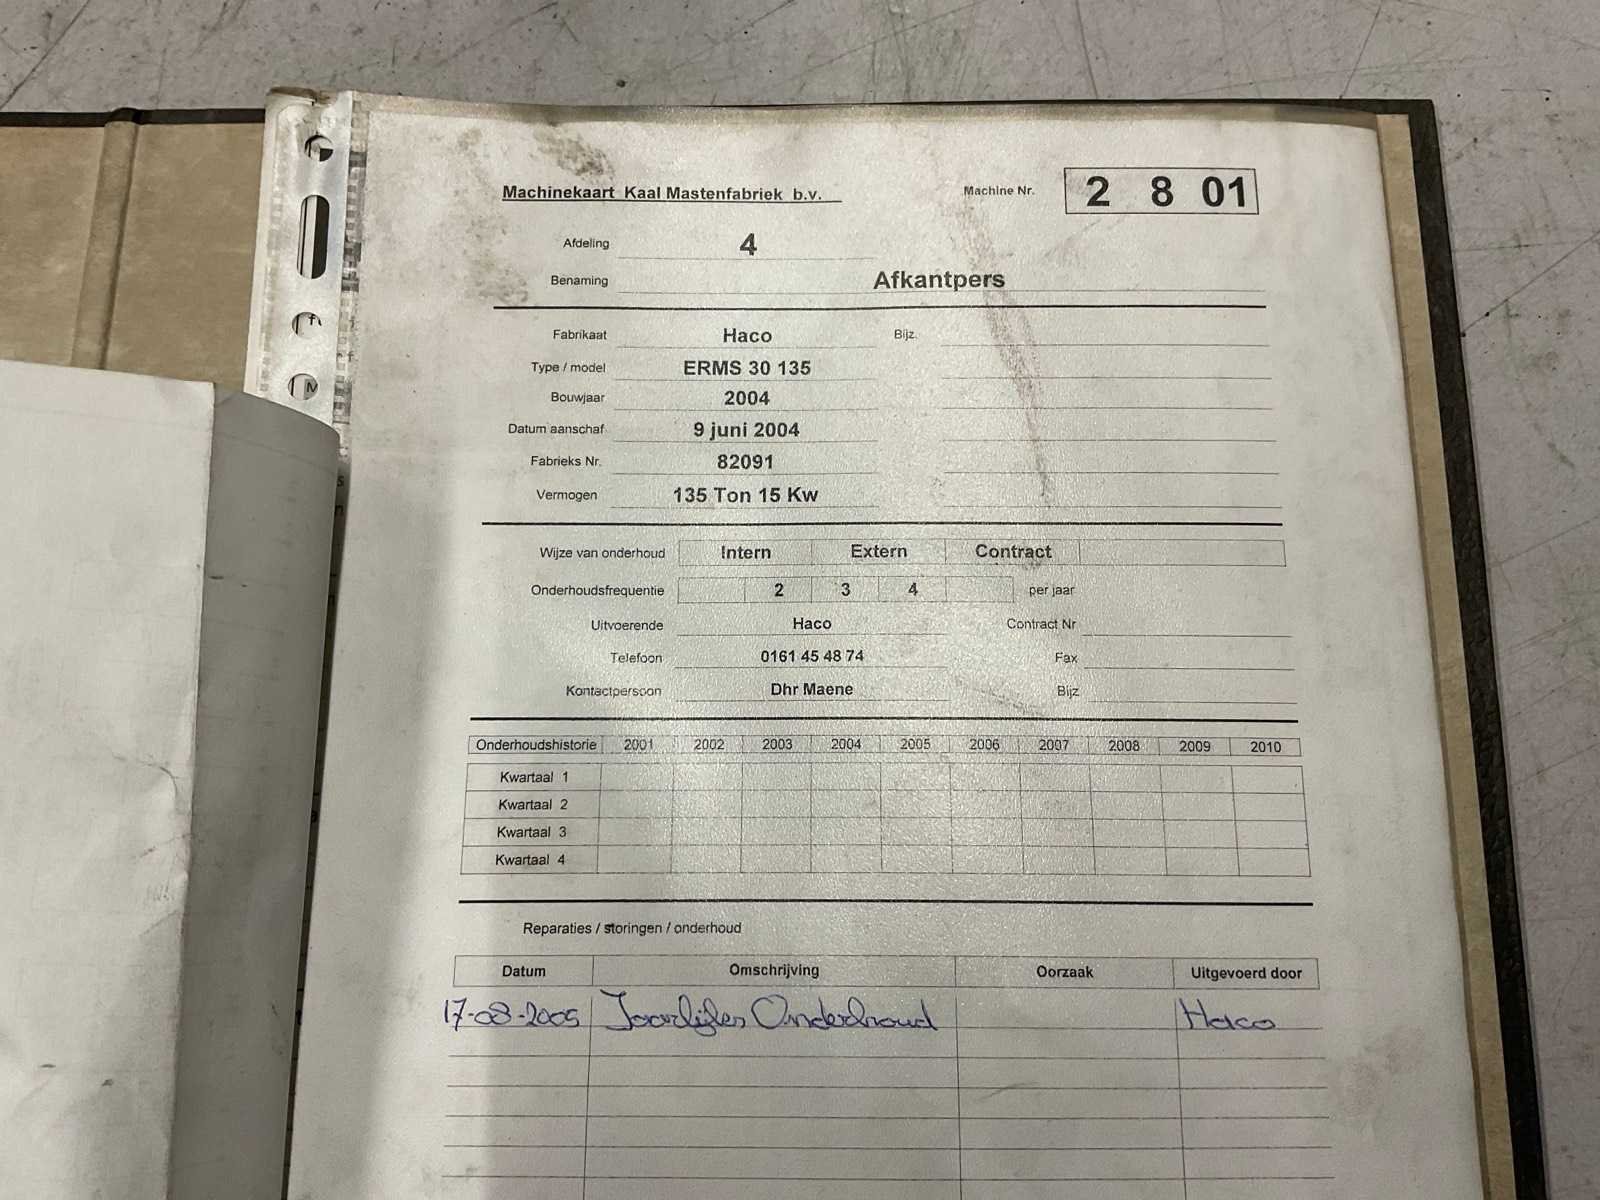 Machinekaart Kaal Mastenfabriek b.v.
Machine Nr. 2 8 01
Afdeling 4
Benaming Afkantpers
Fabrikaat Haco Bijz.
Type / model ERMS 30 135
Bouwjaar 2004
Datum aanschaf 9 juni 2004
Fabrieks Nr. 82091
Vermogen 135 Ton 15 Kw
Wijze van onderhoud Intern Extern Contract
Onderhoudsfrequentie 2 3 4 per jaar
Uitvoerende Haco Contract Nr
Telefoon 0161 45 48 74 Fax
Kontactpersoon Dhr Maene Bijz
Onderhoudshistorie 2001 2002 2003 2004 2005 2006 2007 2008 2009 2010
Kwartaal 1
Kwartaal 2
Kwartaal 3
Kwartaal 4
Reparaties / storingen / onderhoud
Datum Omschrijving Oorzaak Uitgevoerd door
17-08-2005 Jaarlijks Onderhoud Haco